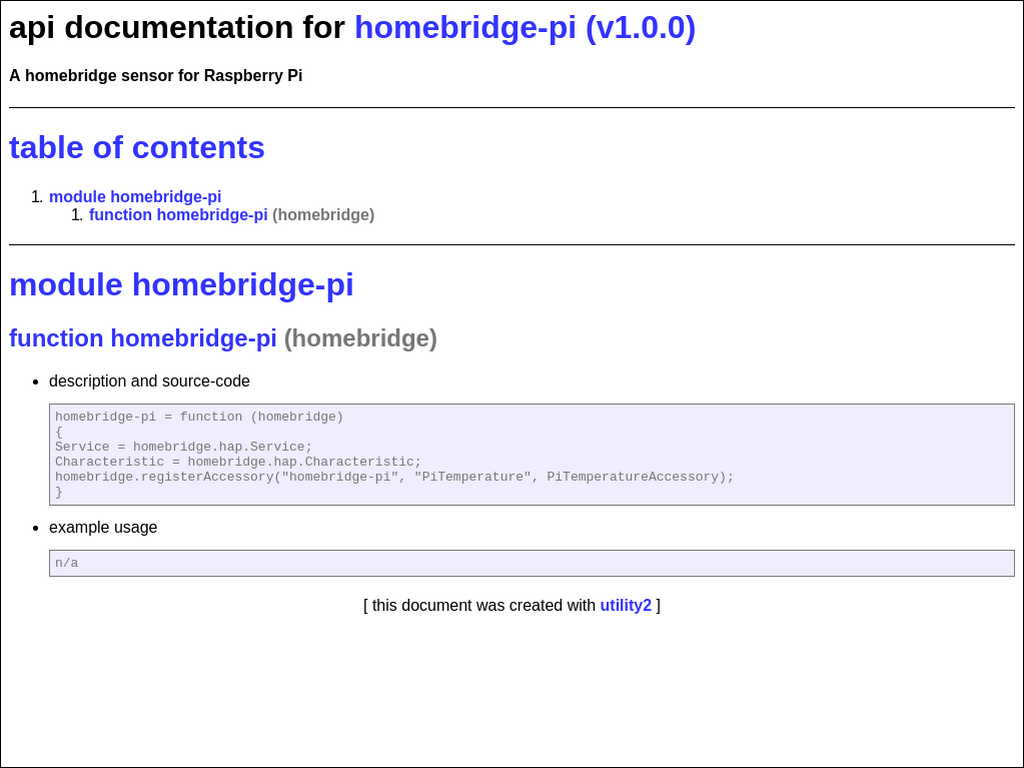 api documentation for homebridge-pi (v1.0.0)
A homebridge sensor for Raspberry Pi
table of contents
1. module homebridge-pi
1. function homebridge-pi (homebridge)
module homebridge-pi
function homebridge-pi (homebridge)
• description and source-code
homebridge-pi = function (homebridge)
{
Service = homebridge.hap.Service;
Characteristic = homebridge.hap.Characteristic;
homebridge.registerAccessory("homebridge-pi", "PiTemperature", PiTemperatureAccessory);
}
• example usage
n/a
[ this document was created with utility2 ]